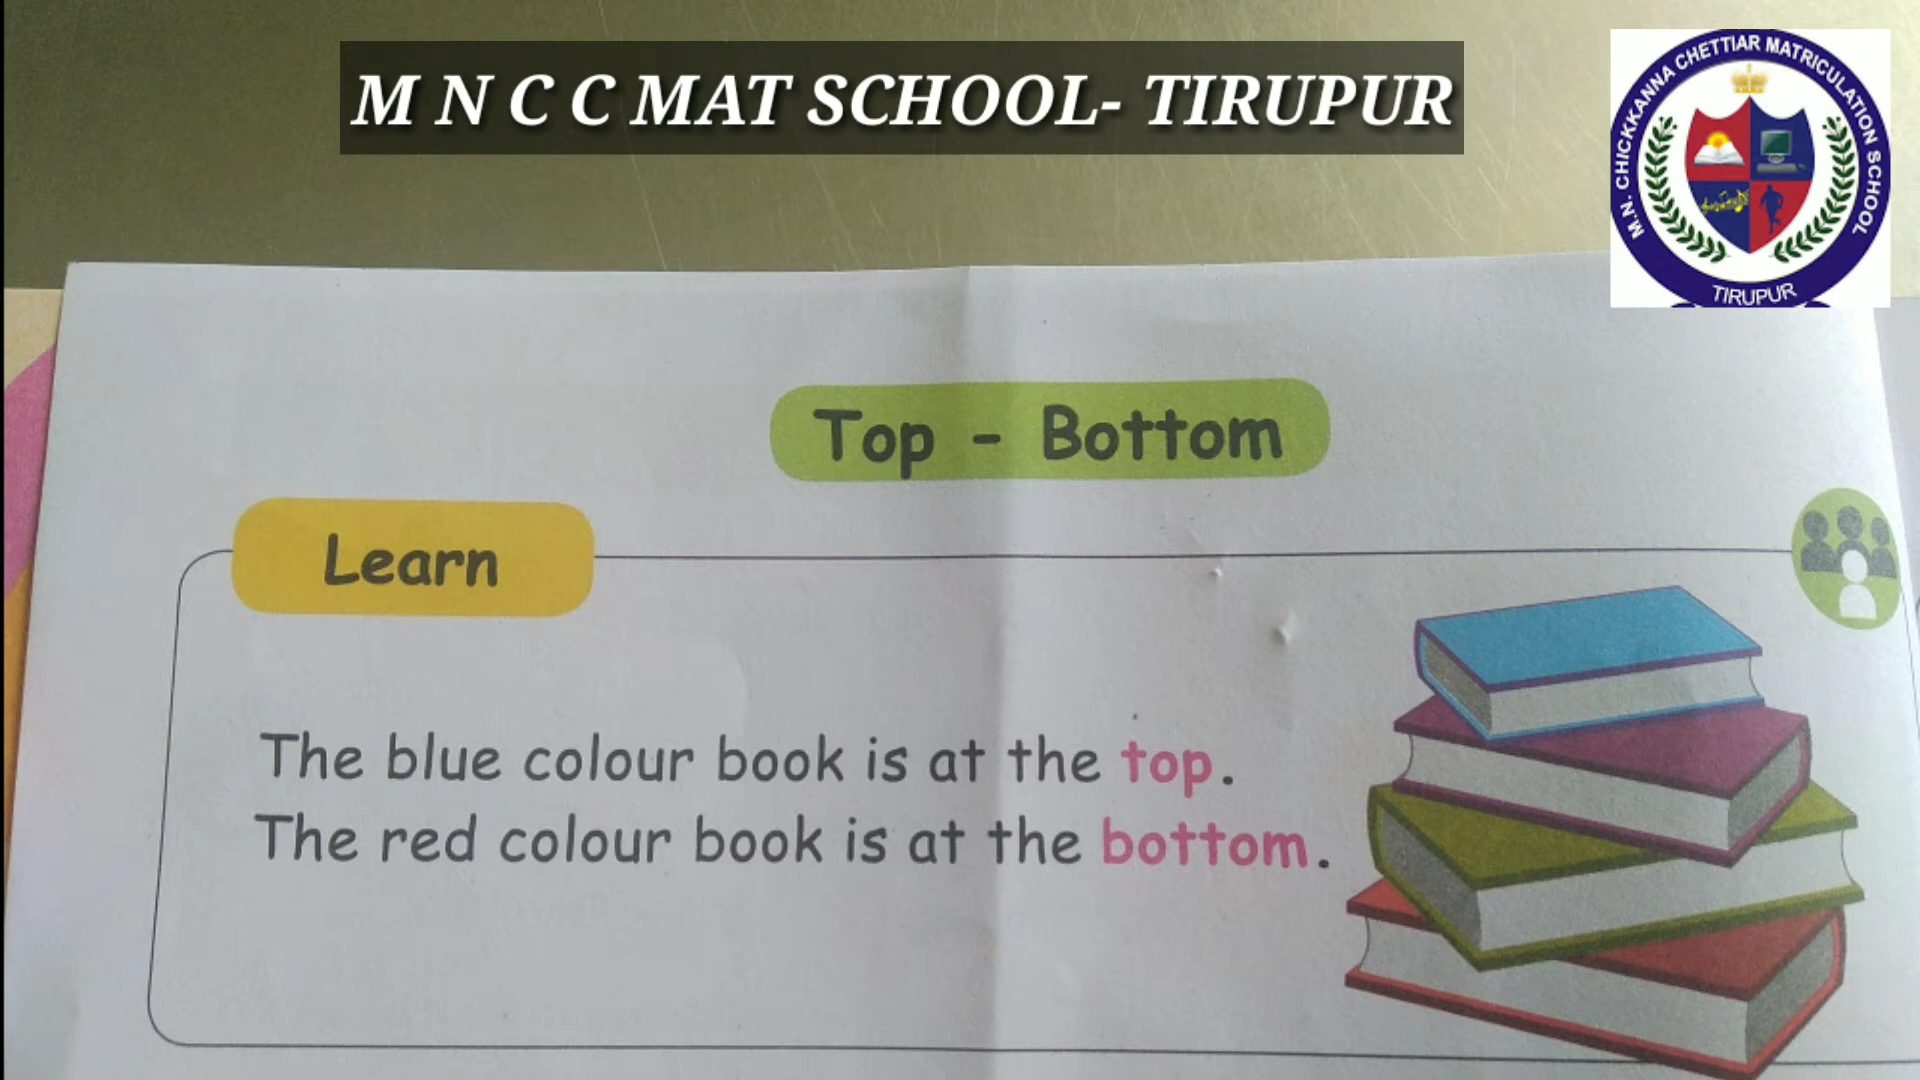 M N C C MAT SCHOOL- TIRUPUR
M.N. CHICKKANNA CHETTIAR MATRICULATION SCHOOL
TIRUPUR
Top - Bottom
Learn
The blue colour book is at the top.
The red colour book is at the bottom.